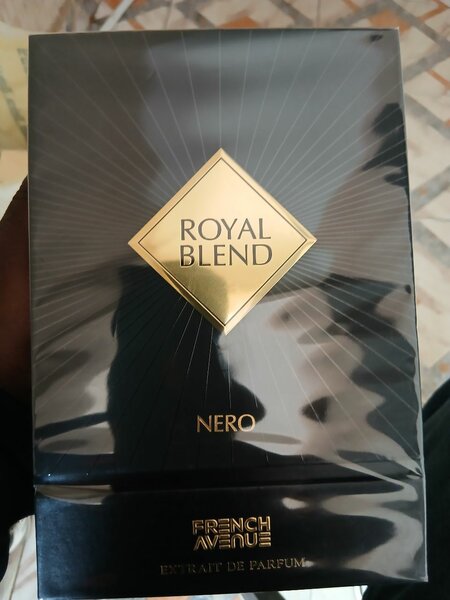 ROYAL
BLEND
NERO
FRENCH
AVENUE
EXTRAIT DE PARFUM